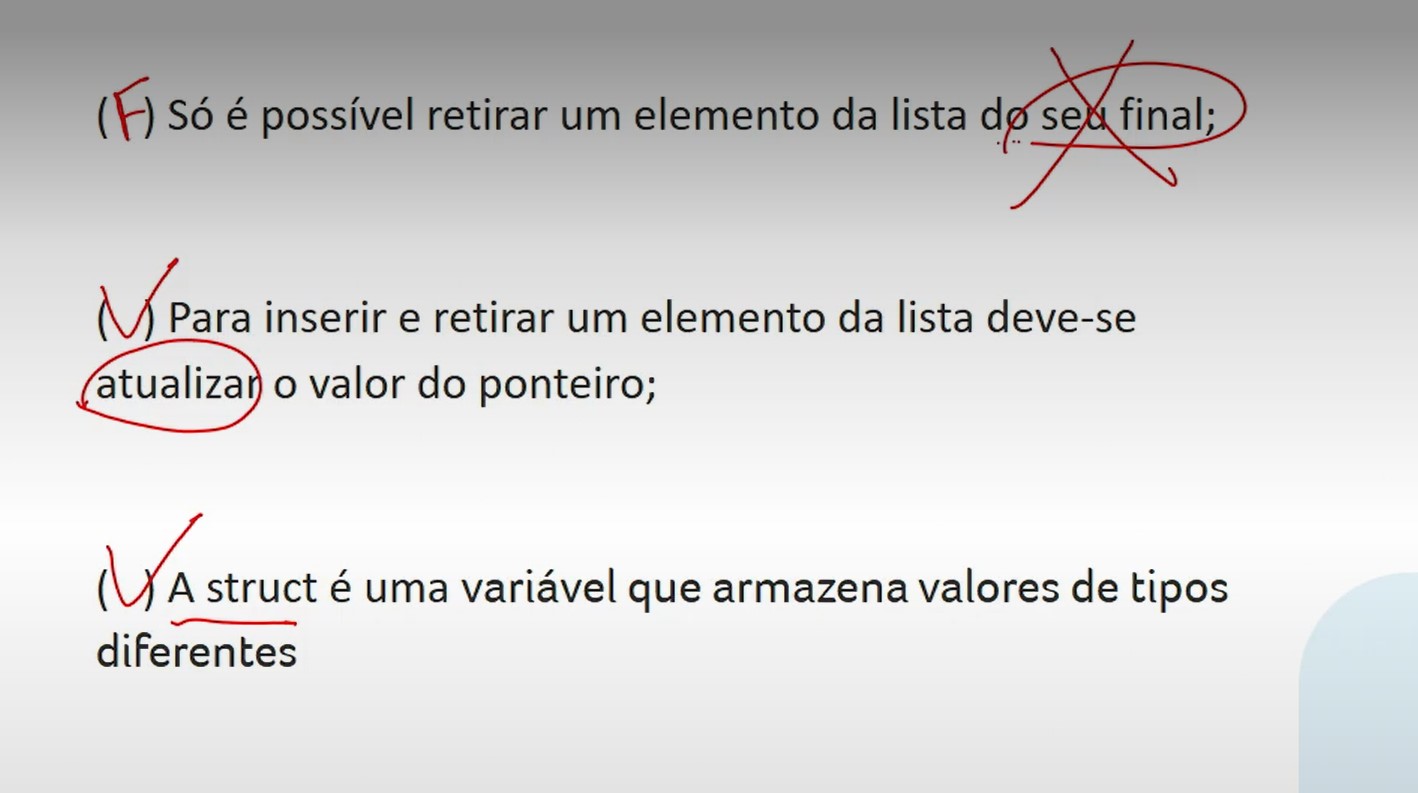 (F) Só é possível retirar um elemento da lista do seu final;
(V) Para inserir e retirar um elemento da lista deve-se
atualizar o valor do ponteiro;
(V) A struct é uma variável que armazena valores de tipos
diferentes